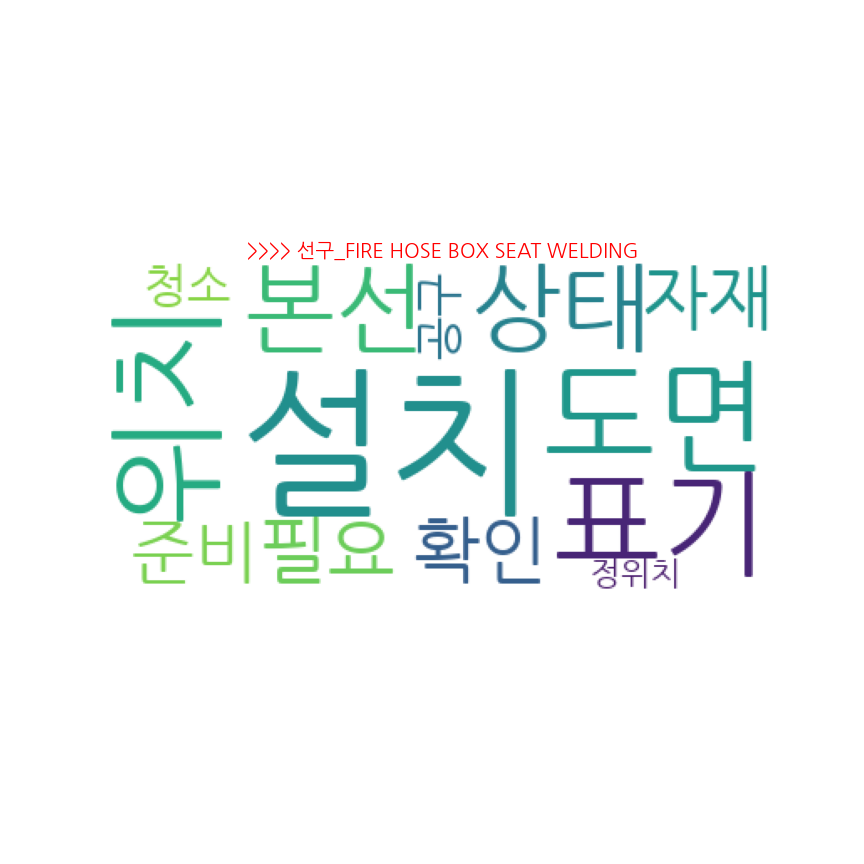 >>>> 선구_FIRE HOSE BOX SEAT WELDING
청소
본선
공구
상태
자재
위치
설치
도면
표기
준비
필요
확인
정위치